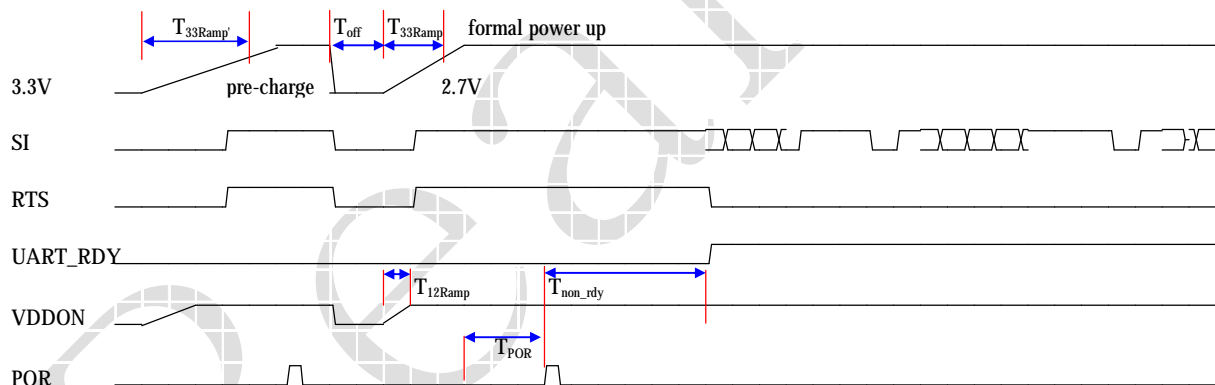 T33Ramp' Toff T33Ramp formal power up
3.3V pre-charge 2.7V
SI
RTS
UART_RDY
T12Ramp Tnon_rdy
VDDON
TPOR
POR